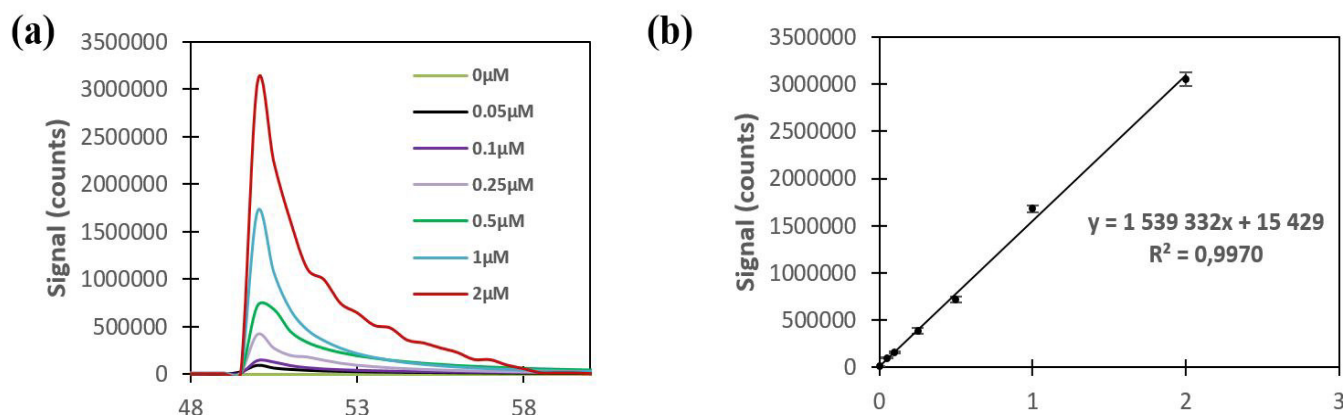 (a)
Signal (counts)
3500000
3000000
2500000
2000000
1500000
1000000
500000
0
48
53
58
0µM
0.05µM
0.1µM
0.25µM
0.5µM
1µM
2µM
(b)
Signal (counts)
3500000
3000000
2500000
2000000
1500000
1000000
500000
0
0
1
2
3
y = 1 539 332x + 15 429
R² = 0,9970